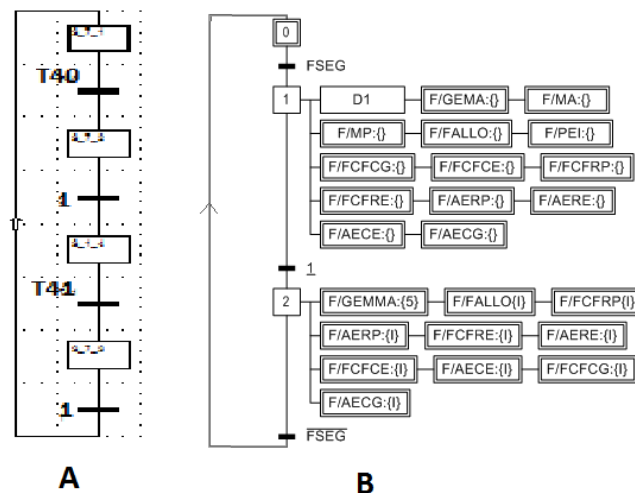 T40
1
T41
1
A
0
FSEG
1 D1 F/GEMA:{} F/MA:{}
F/MP:{} F/FALLO:{} F/PEI:{}
F/FCFCG:{} F/FCFCE:{} F/FCFRP:{}
F/FCFRE:{} F/AERP:{} F/AERE:{}
F/AECE:{} F/AECG:{}
1
2 F/GEMMA:{5} F/FALLO{I} F/FCFRP{I}
F/AERP:{I} F/FCFRE:{I} F/AERE:{I}
F/FCFCE:{I} F/AECE:{I} F/FCFCG:{I}
F/AECG:{I}
FSEG
B